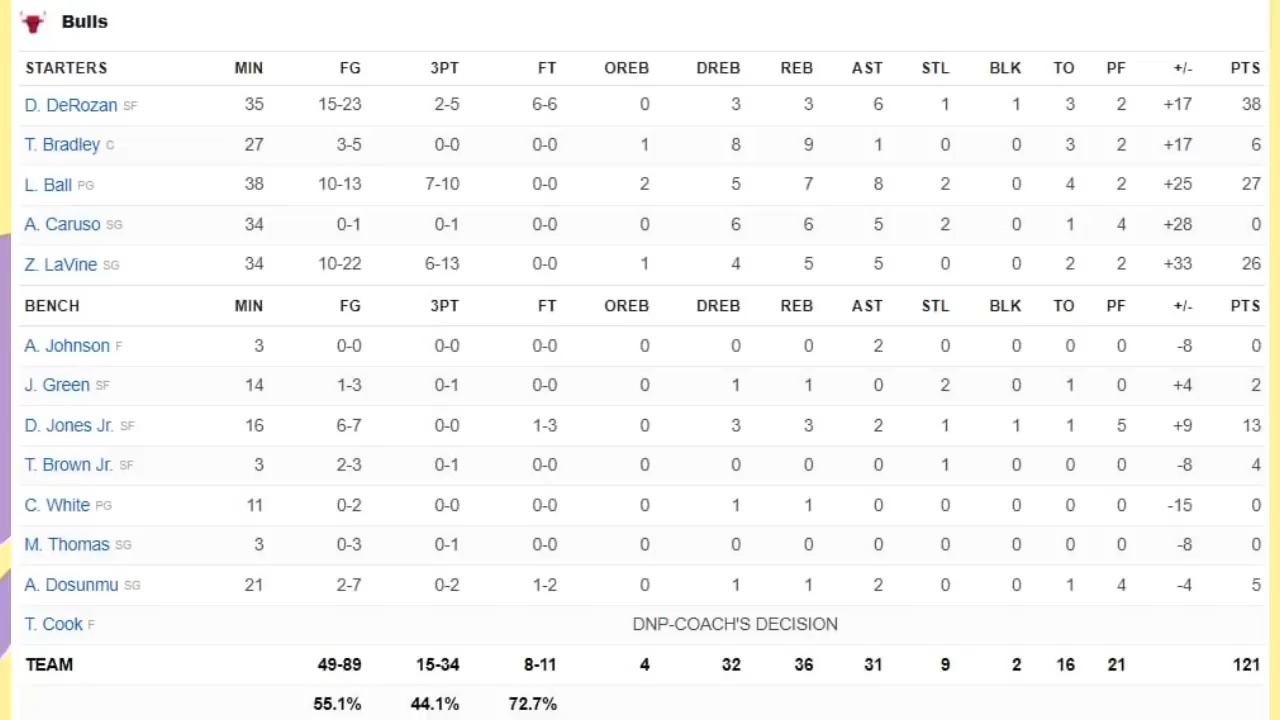 Bulls
STARTERS MIN FG 3PT FT OREB DREB REB AST STL BLK TO PF +/- PTS
D. DeRozan SF 35 15-23 2-5 6-6 0 3 3 6 1 1 3 2 +17 38
T. Bradley C 27 3-5 0-0 0-0 1 8 9 1 0 0 3 2 +17 6
L. Ball PG 38 10-13 7-10 0-0 2 5 7 8 2 0 4 2 +25 27
A. Caruso SG 34 0-1 0-1 0-0 0 6 6 5 2 0 1 4 +28 0
Z. LaVine SG 34 10-22 6-13 0-0 1 4 5 5 0 0 2 2 +33 26
BENCH MIN FG 3PT FT OREB DREB REB AST STL BLK TO PF +/- PTS
A. Johnson F 3 0-0 0-0 0-0 0 0 0 2 0 0 0 0 -8 0
J. Green SF 14 1-3 0-1 0-0 0 1 1 0 2 0 1 0 +4 2
D. Jones Jr. SF 16 6-7 0-0 1-3 0 3 3 2 1 1 1 5 +9 13
T. Brown Jr. SF 3 2-3 0-1 0-0 0 0 0 0 1 0 0 0 -8 4
C. White PG 11 0-2 0-0 0-0 0 1 1 0 0 0 0 0 -15 0
M. Thomas SG 3 0-3 0-1 0-0 0 0 0 0 0 0 0 0 -8 0
A. Dosunmu SG 21 2-7 0-2 1-2 0 1 1 2 0 0 1 4 -4 5
T. Cook F DNP-COACH'S DECISION
TEAM 49-89 15-34 8-11 4 32 36 31 9 2 16 21 121
55.1% 44.1% 72.7%